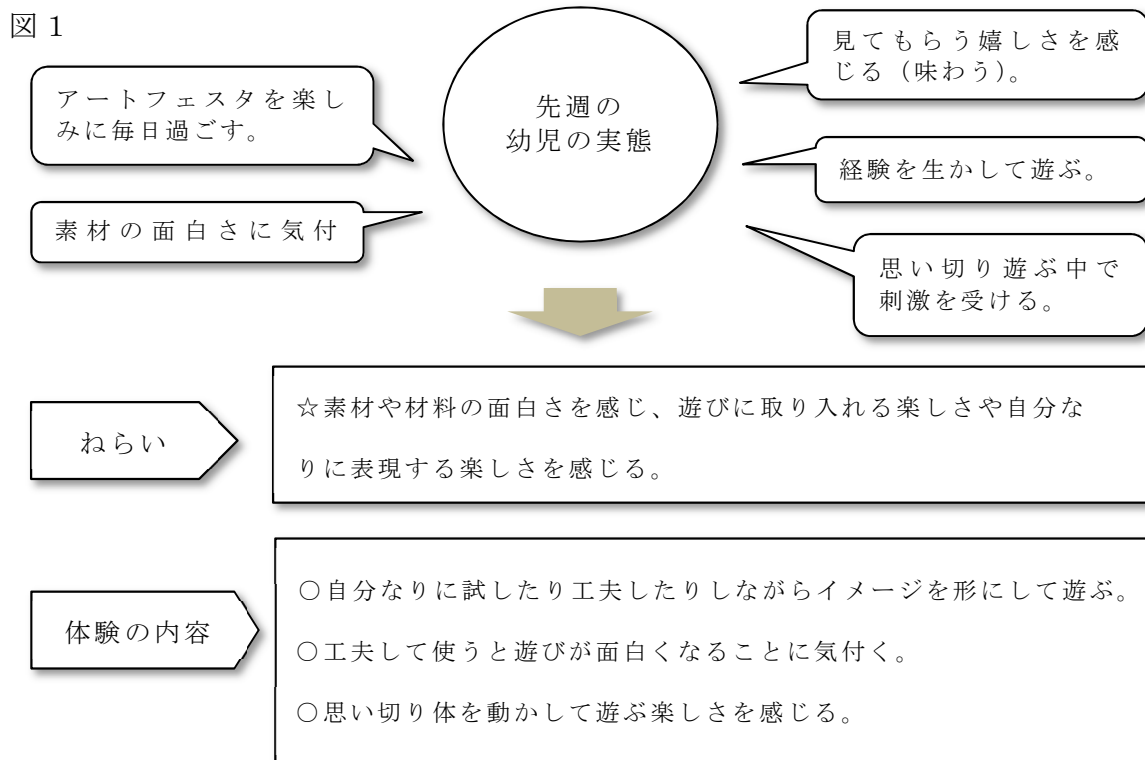 図1
アートフェスタを楽し
みに毎日過ごす。
素材の面白さに気付
先週の
幼児の実態
見てもらう嬉しさを感
じる（味わう）。
経験を生かして遊ぶ。
思い切り遊ぶ中で
刺激を受ける。
ねらい
☆素材や材料の面白さを感じ、遊びに取り入れる楽しさや自分な
りに表現する楽しさを感じる。
体験の内容
○自分なりに試したり工夫したりしながらイメージを形にして遊ぶ。
○工夫して使うと遊びが面白くなることに気付く。
○思い切り体を動かして遊ぶ楽しさを感じる。